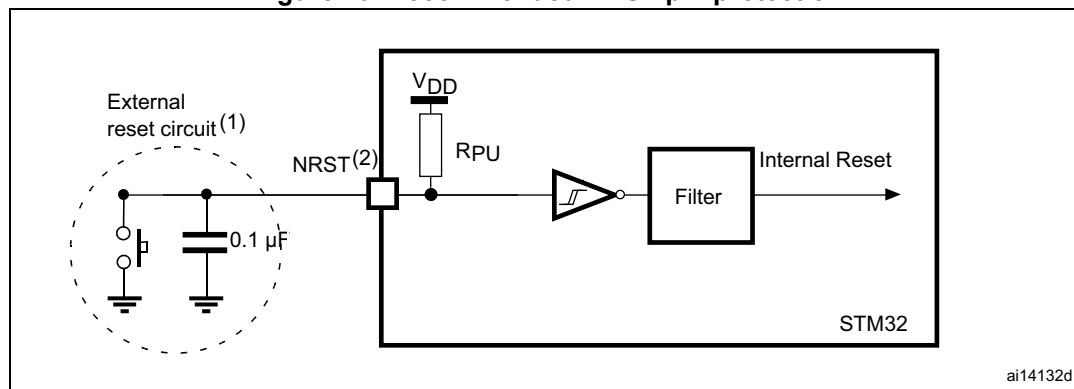 External
reset circuit(1)
VDD
NRST(2)
RPU
Internal Reset
Filter
0.1 µF
STM32
ai14132d